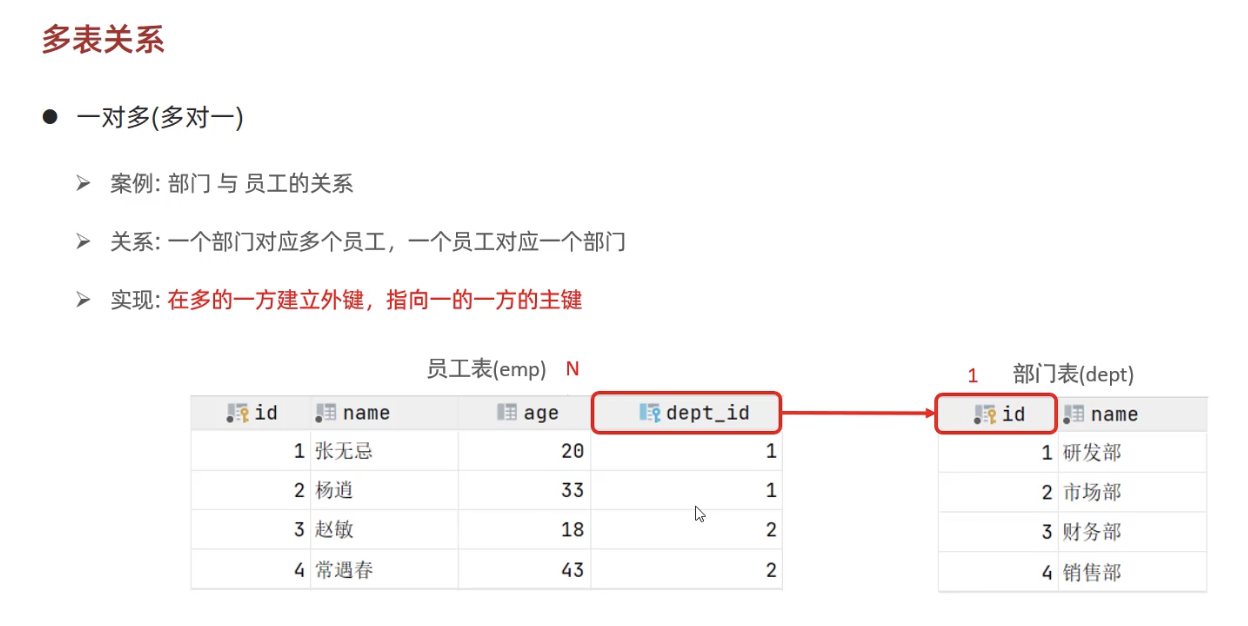 多表关系
一对多(多对一)
案例: 部门 与 员工的关系
关系: 一个部门对应多个员工，一个员工对应一个部门
实现: 在多的一方建立外键，指向一的一方的主键
员工表(emp) N
id name age dept_id
1 张无忌 20 1
2 杨逍 33 1
3 赵敏 18 2
4 常遇春 43 2
1 部门表(dept)
id name
1 研发部
2 市场部
3 财务部
4 销售部